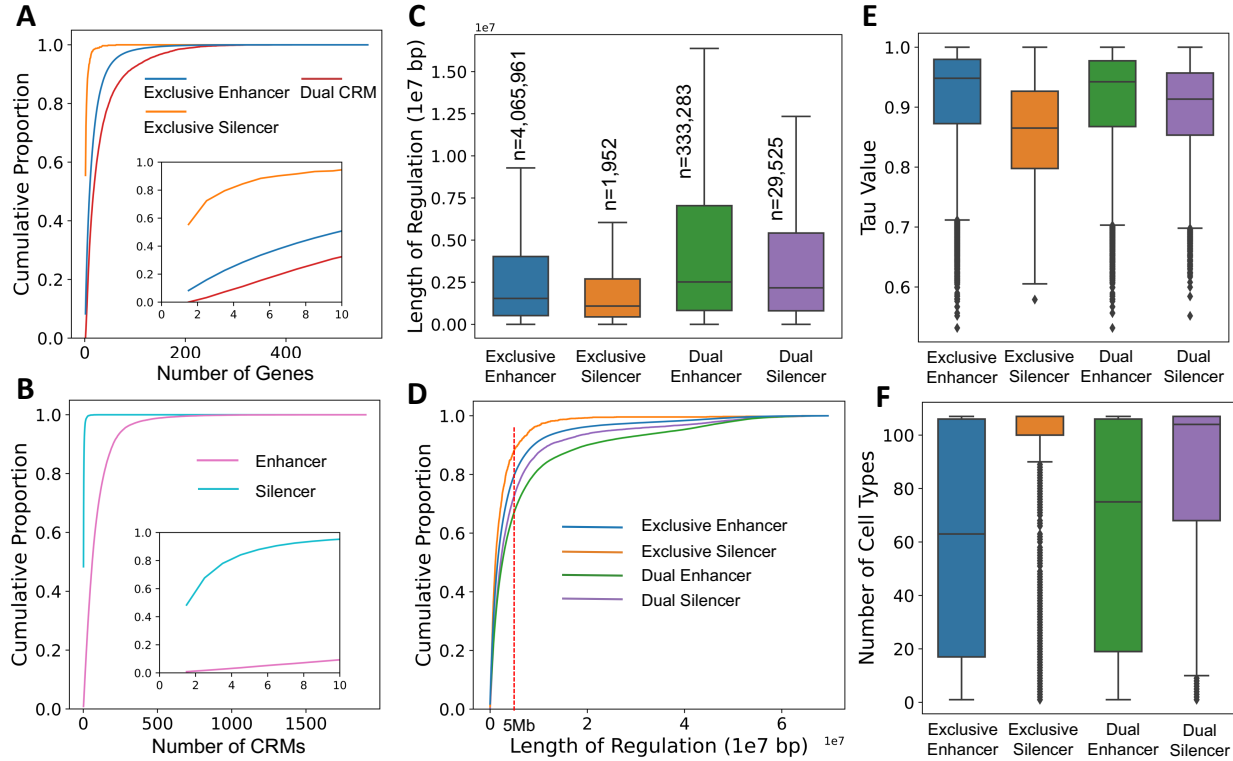 A
1.0
0.8
0.6
0.4
0.2
0.0
Cumulative Proportion
Exclusive Enhancer
Dual CRM
Exclusive Silencer
1.0
0.8
0.6
0.4
0.2
0.0
0 2 4 6 8 10
0 200 400
Number of Genes
B
1.0
0.8
0.6
0.4
0.2
0.0
Cumulative Proportion
Enhancer
Silencer
1.0
0.8
0.6
0.4
0.2
0.0
0 2 4 6 8 10
0 500 1000 1500
Number of CRMs
C
1e7
1.50
1.25
1.00
0.75
0.50
0.25
0.00
Length of Regulation (1e7 bp)
n=4,065,961
n=1,952
n=333,283
n=29,525
Exclusive Exclusive Dual Dual
Enhancer Silencer Enhancer Silencer
D
1.0
0.8
0.6
0.4
0.2
0.0
Cumulative Proportion
Exclusive Enhancer
Exclusive Silencer
Dual Enhancer
Dual Silencer
0 5Mb 2 4 6
Length of Regulation (1e7 bp) 1e7
E
1.0
0.9
0.8
0.7
0.6
Tau Value
Exclusive Exclusive Dual Dual
Enhancer Silencer Enhancer Silencer
F
100
80
60
40
20
0
Number of Cell Types
Exclusive Exclusive Dual Dual
Enhancer Silencer Enhancer Silencer